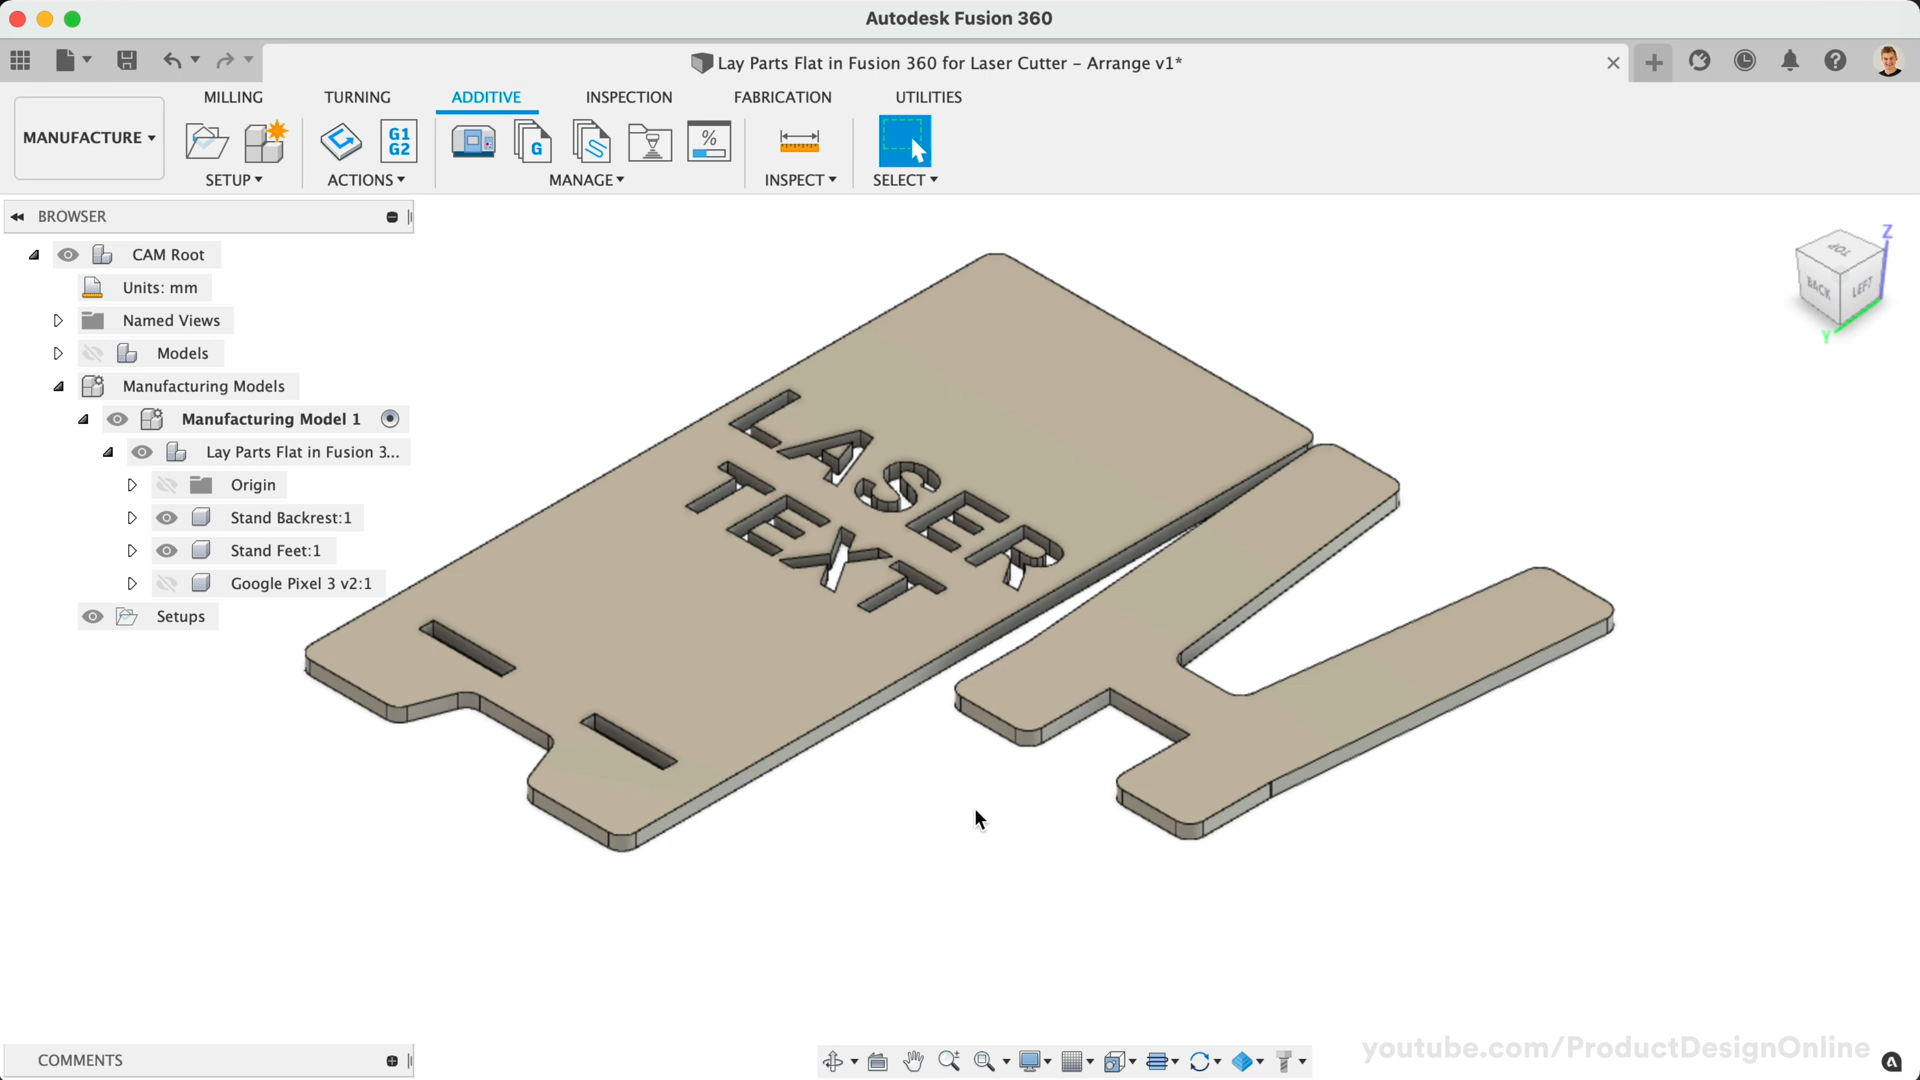 Autodesk Fusion 360
Lay Parts Flat in Fusion 360 for Laser Cutter – Arrange v1*
MILLING TURNING ADDITIVE INSPECTION FABRICATION UTILITIES
MANUFACTURE
G1
G2
G
%
SETUP ACTIONS MANAGE INSPECT SELECT
BROWSER
CAM Root
Units: mm
Named Views
Models
Manufacturing Models
Manufacturing Model 1
Lay Parts Flat in Fusion 3...
Origin
Stand Backrest:1
Stand Feet:1
Google Pixel 3 v2:1
Setups
LASER
TEXT
TOP
BACK
LEFT
Z
Y
COMMENTS
youtube.com/ProductDesignOnline